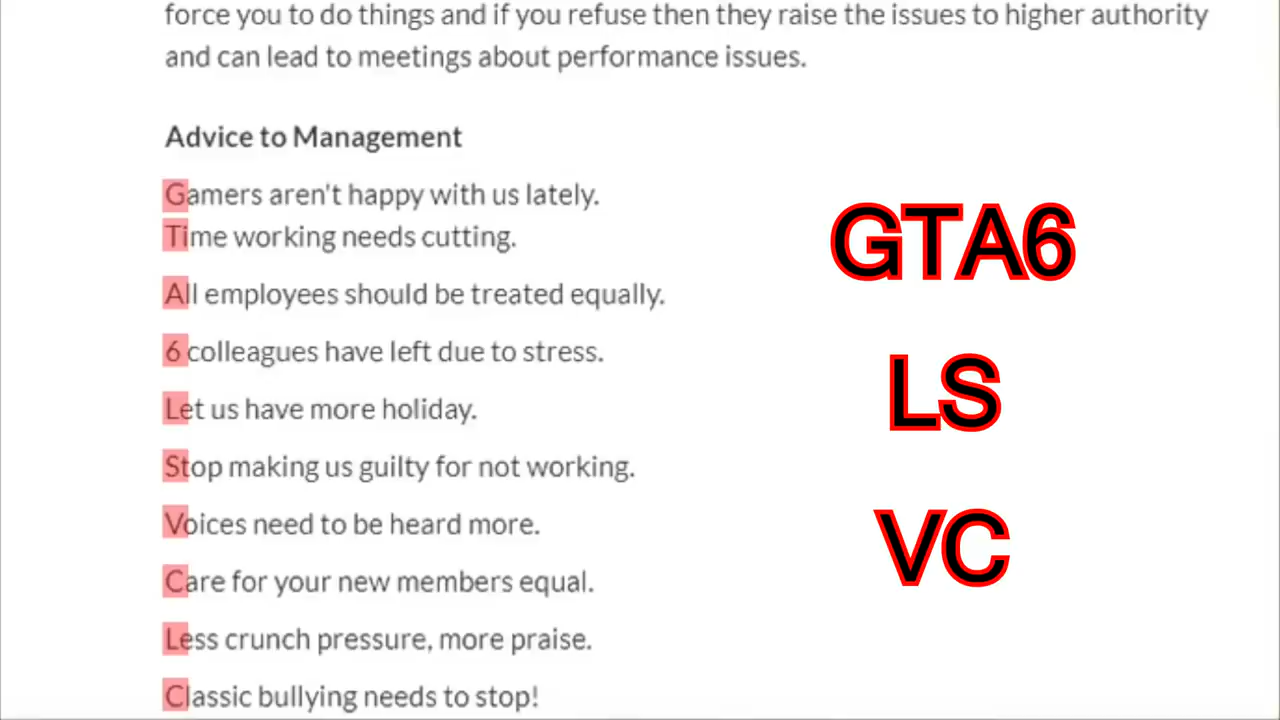 force you to do things and if you refuse then they raise the issues to higher authority
and can lead to meetings about performance issues.
Advice to Management
Gamers aren't happy with us lately.
Time working needs cutting.
All employees should be treated equally.
6 colleagues have left due to stress.
Let us have more holiday.
Stop making us guilty for not working.
Voices need to be heard more.
Care for your new members equal.
Less crunch pressure, more praise.
Classic bullying needs to stop!
GTA6
LS
VC